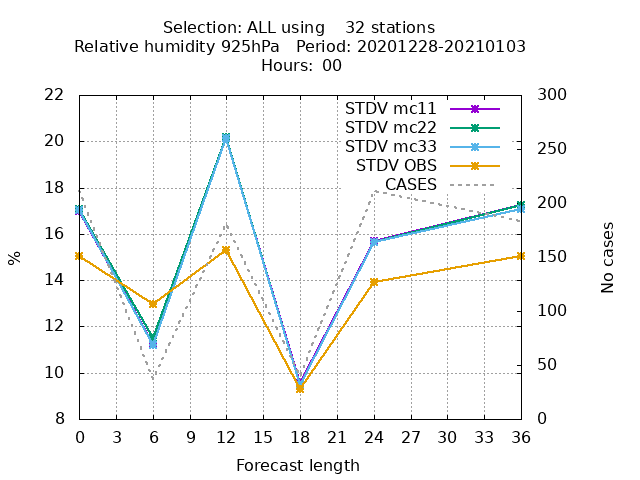 Selection: ALL using    32 stations
Relative humidity 925hPa   Period: 20201228-20210103
Hours: 00
STDV mc11
STDV mc22
STDV mc33
STDV OBS
CASES
22
20
18
16
14
12
10
8
%
300
250
200
150
100
50
0
No cases
0 3 6 9 12 15 18 21 24 27 30 33 36
Forecast length